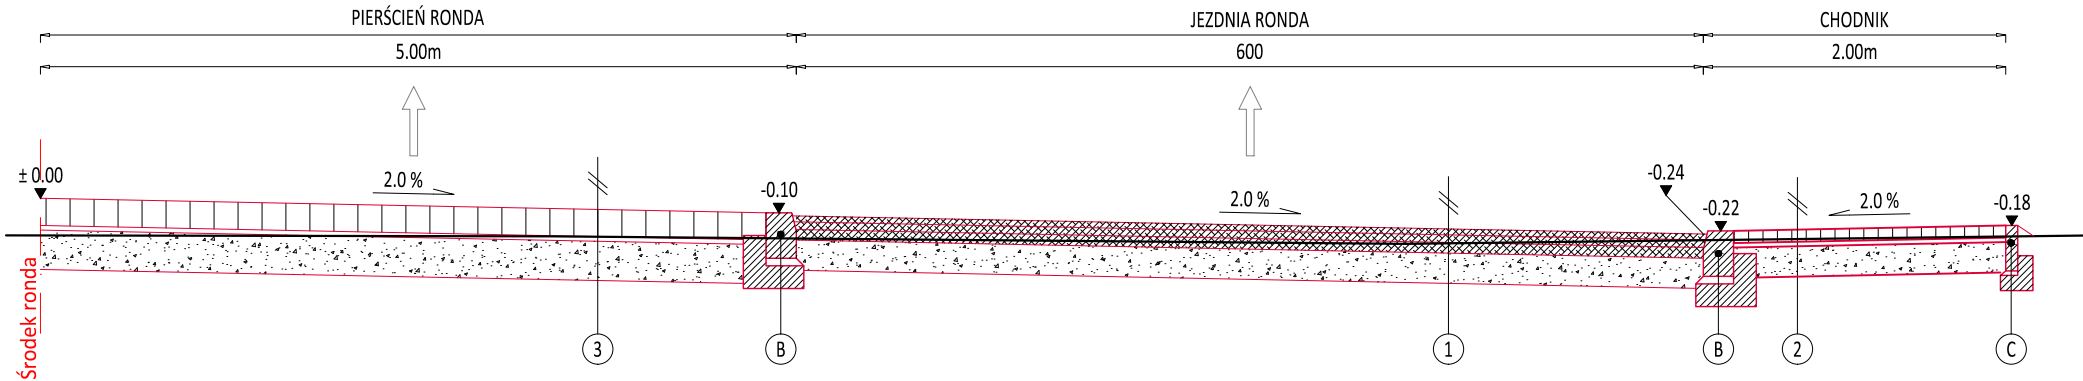 PIERŚCIEŃ RONDA
JEZDNIA RONDA
CHODNIK
5.00m
600
2.00m
± 0.00
2.0 %
-0.10
2.0 %
-0.24
-0.22
2.0 %
-0.18
Środek ronda
3
B
1
B
2
C